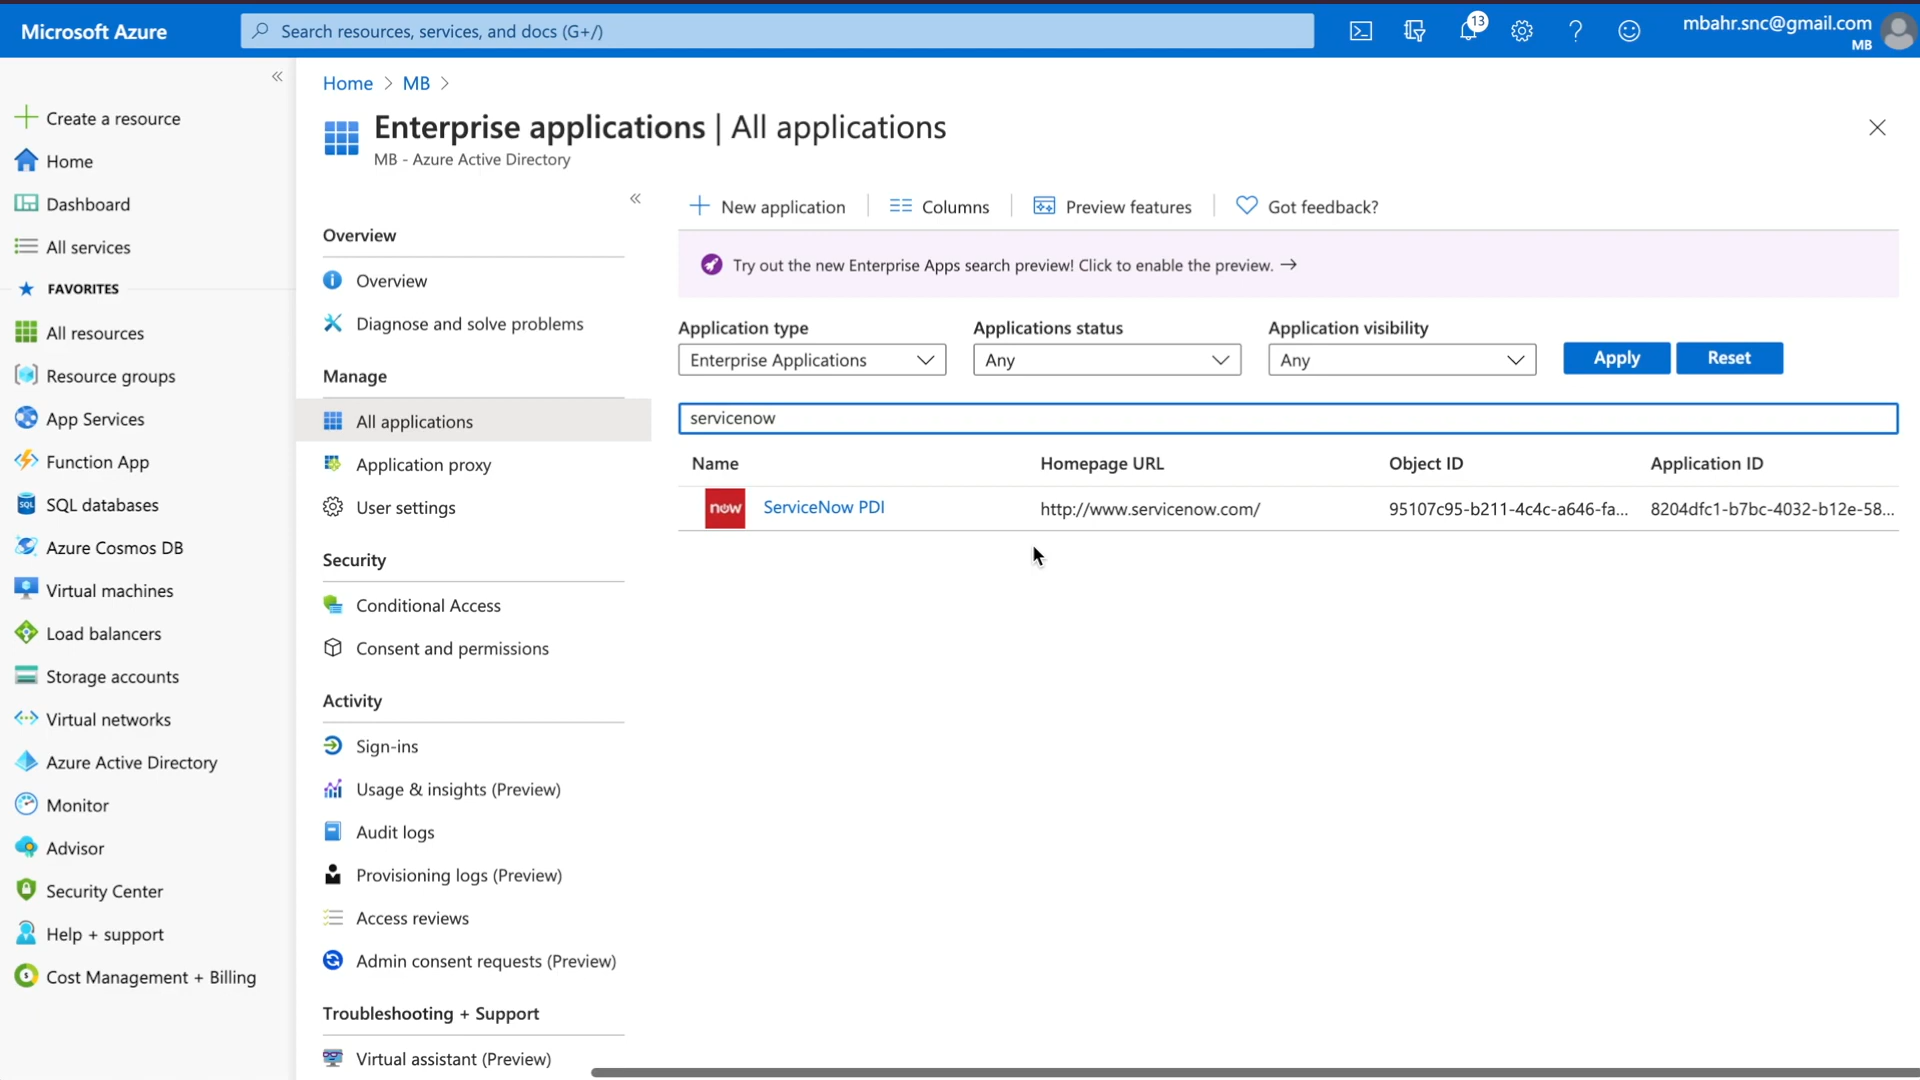 Microsoft Azure
Search resources, services, and docs (G+/)
13
mbahr.snc@gmail.com
MB
Create a resource
Home
Dashboard
All services
FAVORITES
All resources
Resource groups
App Services
Function App
SQL databases
Azure Cosmos DB
Virtual machines
Load balancers
Storage accounts
Virtual networks
Azure Active Directory
Monitor
Advisor
Security Center
Help + support
Cost Management + Billing
Home > MB >
Enterprise applications | All applications
MB - Azure Active Directory
Overview
Overview
Diagnose and solve problems
Manage
All applications
Application proxy
User settings
Security
Conditional Access
Consent and permissions
Activity
Sign-ins
Usage & insights (Preview)
Audit logs
Provisioning logs (Preview)
Access reviews
Admin consent requests (Preview)
Troubleshooting + Support
Virtual assistant (Preview)
New application
Columns
Preview features
Got feedback?
Try out the new Enterprise Apps search preview! Click to enable the preview. →
Application type
Applications status
Application visibility
Enterprise Applications
Any
Any
Apply
Reset
servicenow
Name Homepage URL Object ID Application ID
now ServiceNow PDI http://www.servicenow.com/ 95107c95-b211-4c4c-a646-fa... 8204dfc1-b7bc-4032-b12e-58...